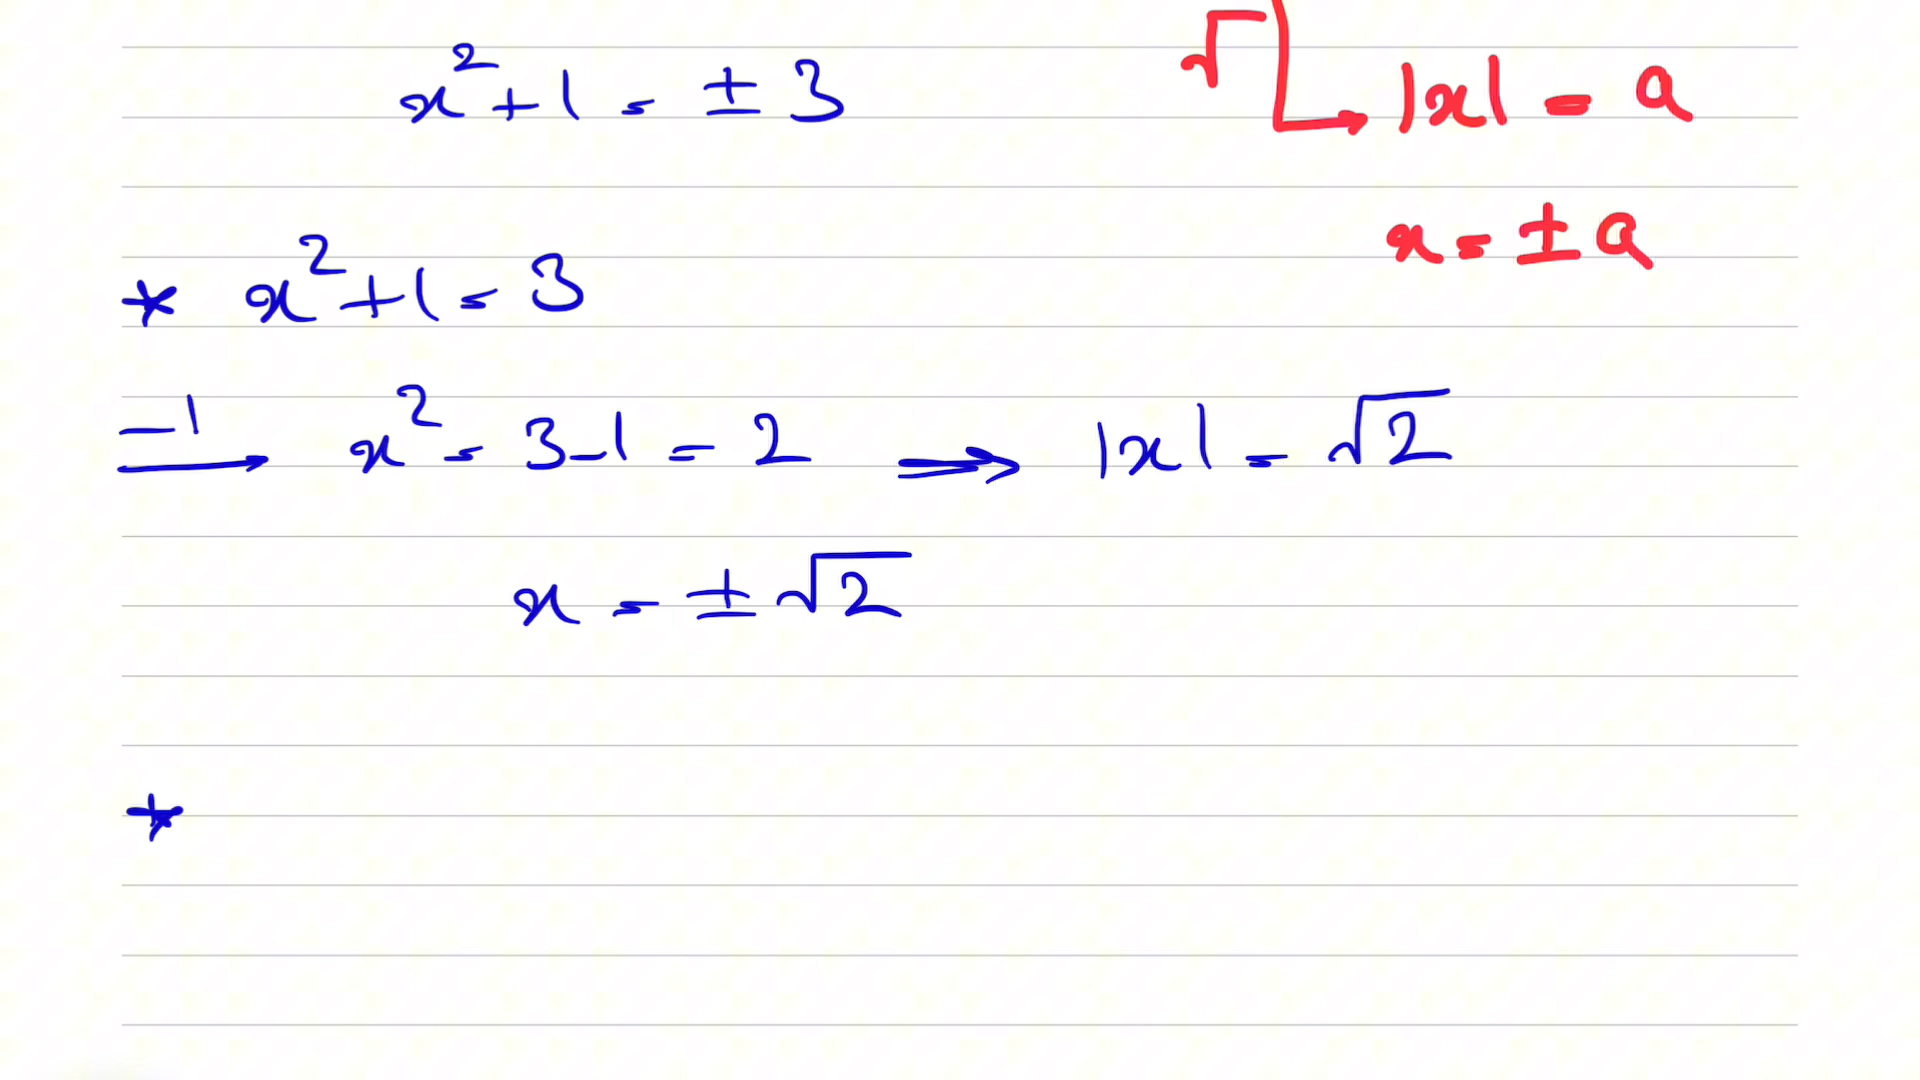 x² + 1 = ± 3
√ → |x| = a
x = ± a
* x² + 1 = 3
−1 → x² = 3 − 1 = 2 ⇒ |x| = √2
x = ± √2
*